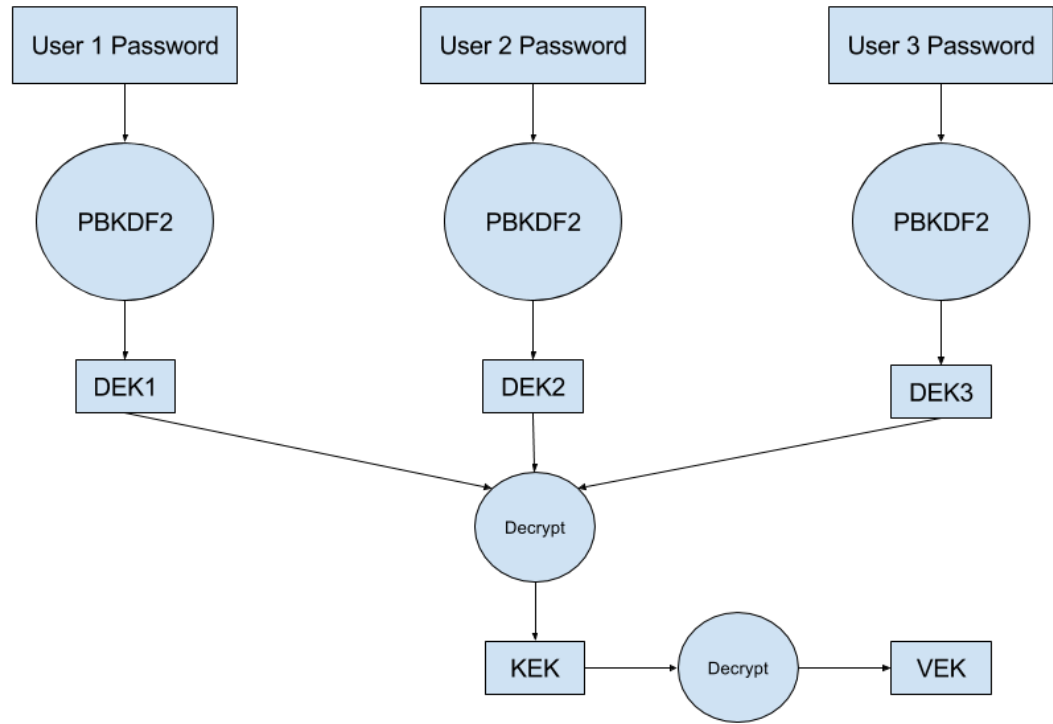 User 1 Password
User 2 Password
User 3 Password
PBKDF2
PBKDF2
PBKDF2
DEK1
DEK2
DEK3
Decrypt
KEK
Decrypt
VEK